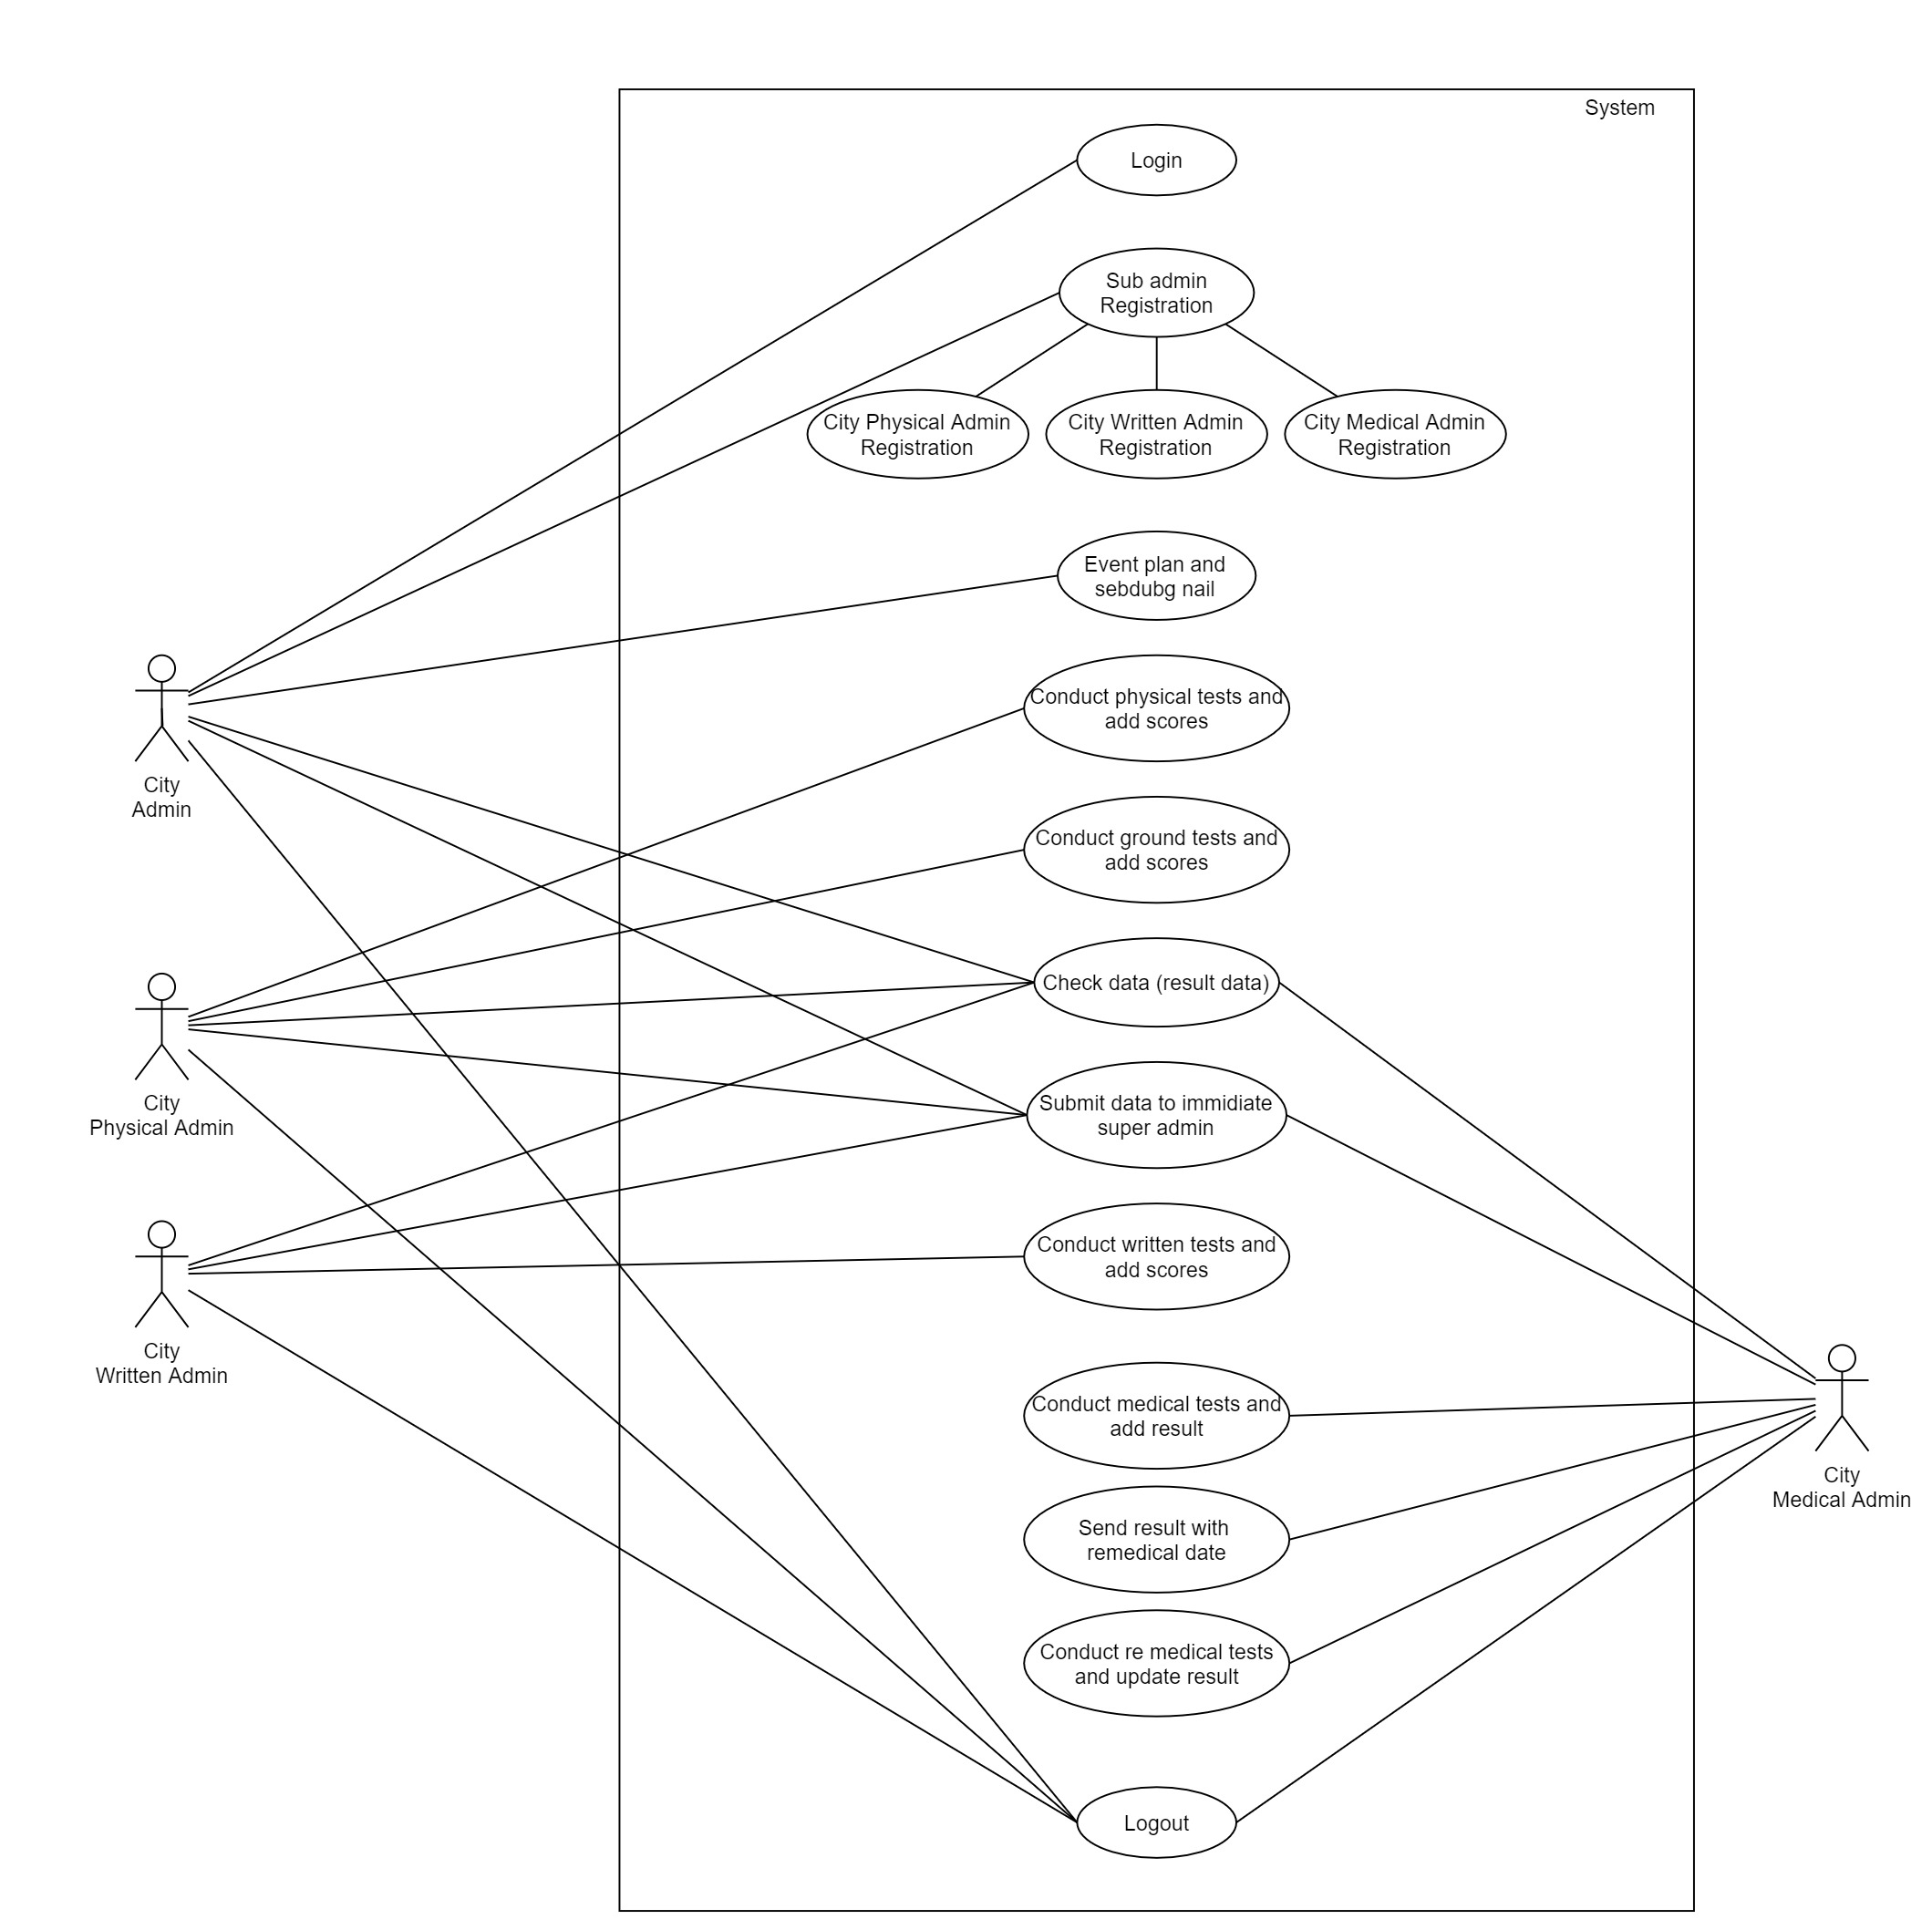 System
Login
Sub admin
Registration
City Physical Admin
Registration
City Written Admin
Registration
City Medical Admin
Registration
Event plan and
sebdubg nail
Conduct physical tests and
add scores
City
Admin
Conduct ground tests and
add scores
Check data (result data)
City
Physical Admin
Submit data to immidiate
super admin
Conduct written tests and
add scores
City
Written Admin
Conduct medical tests and
add result
City
Medical Admin
Send result with
remedical date
Conduct re medical tests
and update result
Logout